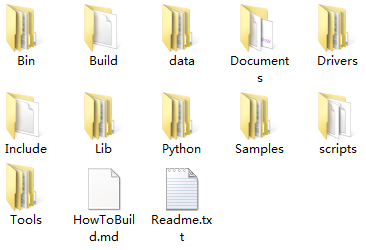 Bin Build data Document Drivers
s
Include Lib Python Samples scripts
Tools HowToBuil Readme.tx
d.md t